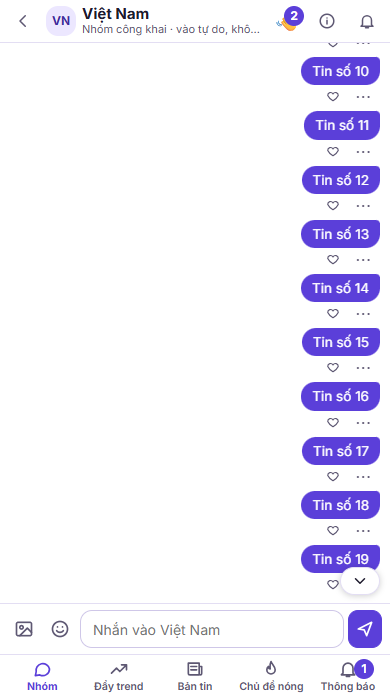 VN
Việt Nam
Nhóm công khai · vào tự do, khô...
2
Tin số 10
Tin số 11
Tin số 12
Tin số 13
Tin số 14
Tin số 15
Tin số 16
Tin số 17
Tin số 18
Tin số 19
Nhắn vào Việt Nam
1
Nhóm
Đẩy trend
Bản tin
Chủ đề nóng
Thông báo